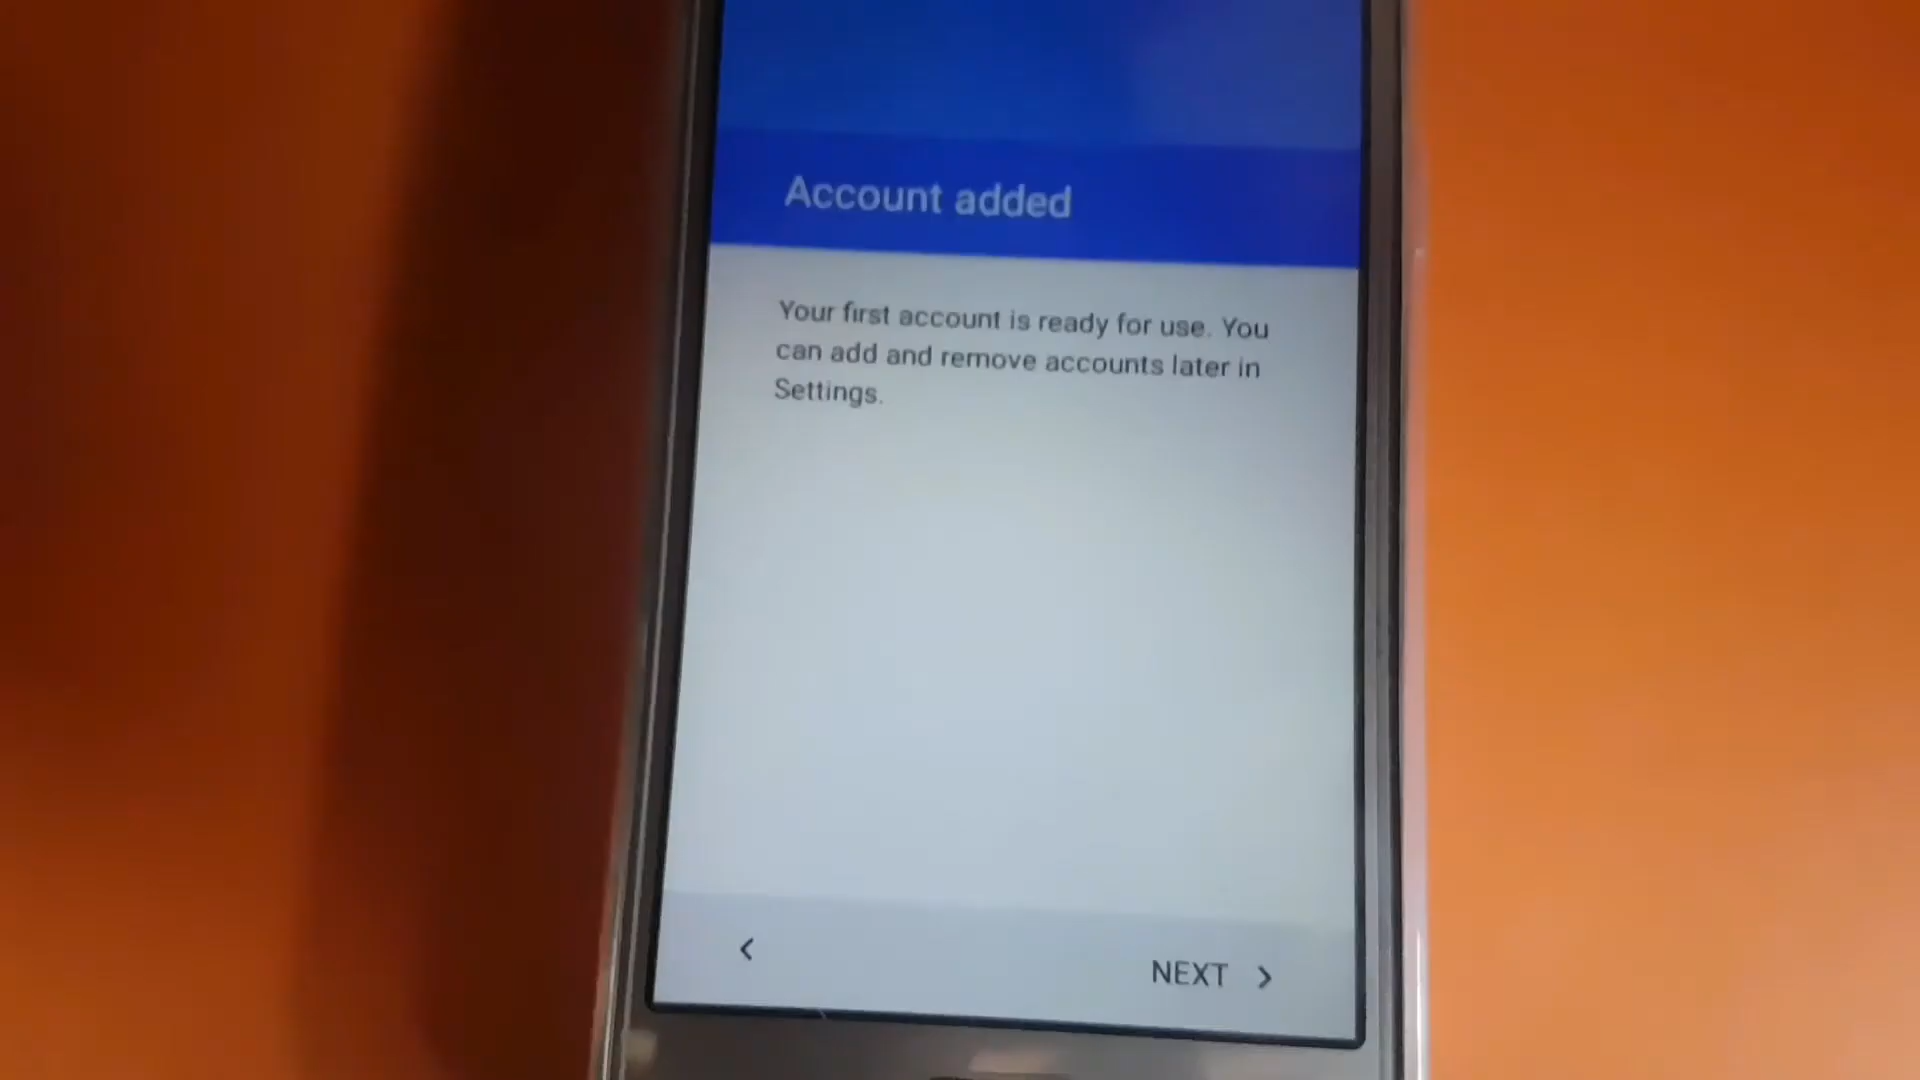 Account added
Your first account is ready for use. You
can add and remove accounts later in
Settings.
NEXT